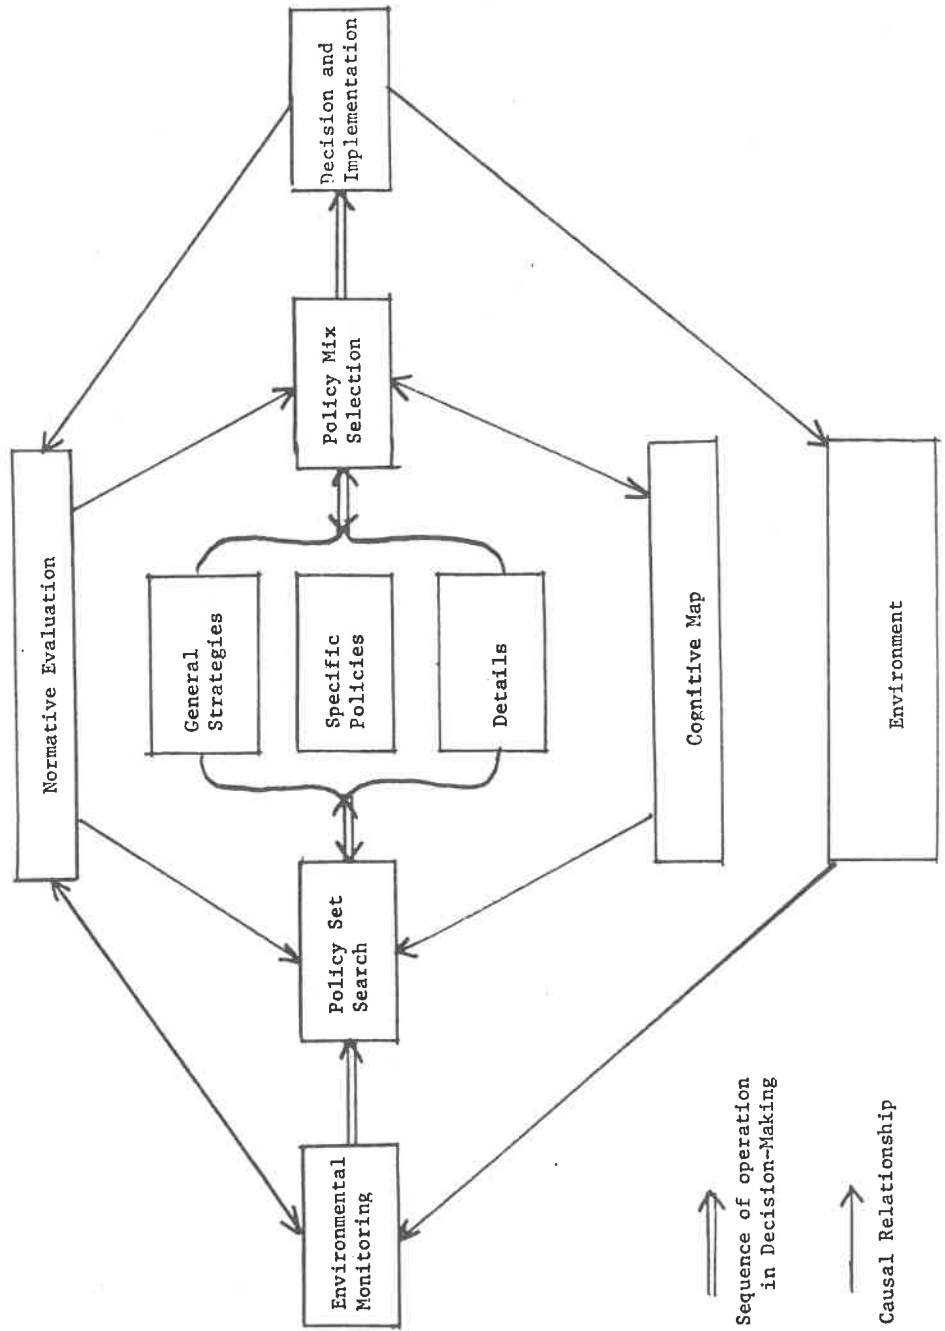 Normative Evaluation
Environmental
Monitoring
Policy Set
Search
General
Strategies
Specific
Policies
Details
Policy Mix
Selection
Decision and
Implementation
Cognitive Map
Environment
Sequence of operation
in Decision-Making
Causal Relationship